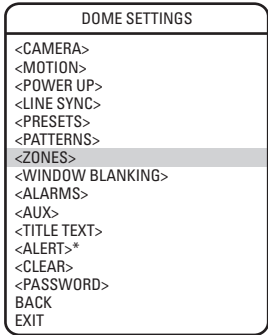 DOME SETTINGS
<CAMERA>
<MOTION>
<POWER UP>
<LINE SYNC>
<PRESETS>
<PATTERNS>
<ZONES>
<WINDOW BLANKING>
<ALARMS>
<AUX>
<TITLE TEXT>
<ALERT>*
<CLEAR>
<PASSWORD>
BACK
EXIT